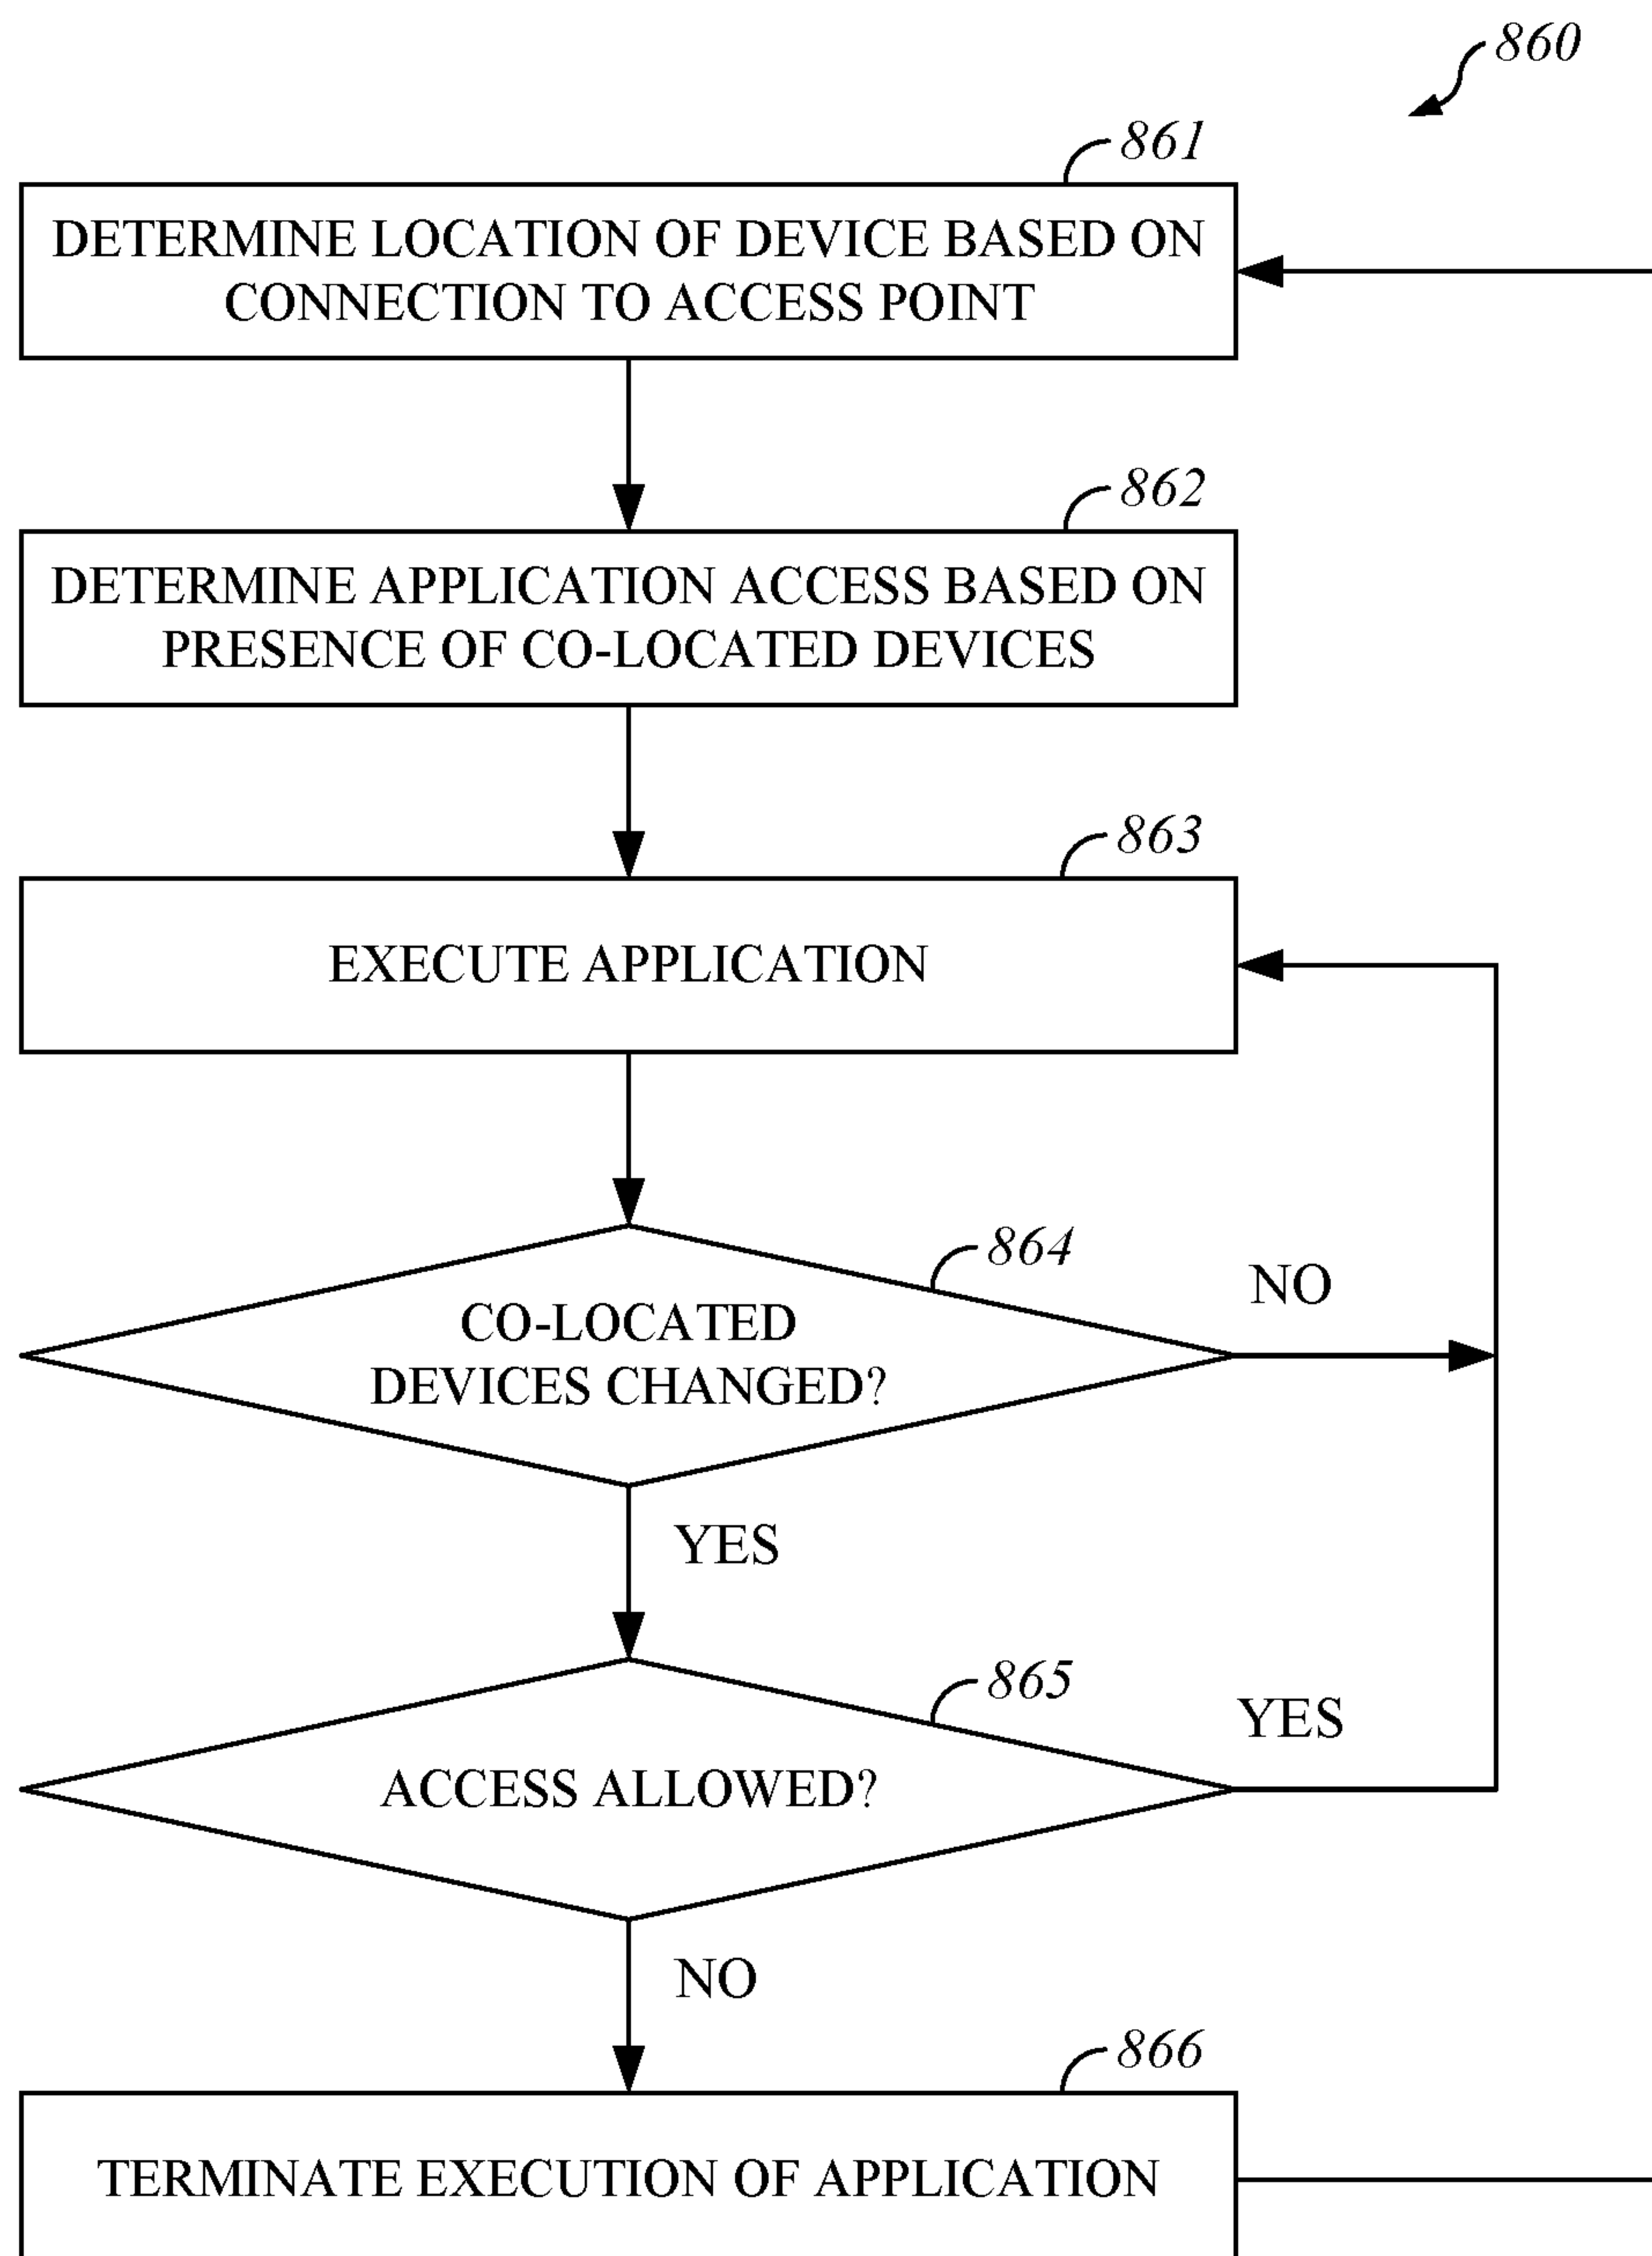 860
861
DETERMINE LOCATION OF DEVICE BASED ON
CONNECTION TO ACCESS POINT
862
DETERMINE APPLICATION ACCESS BASED ON
PRESENCE OF CO-LOCATED DEVICES
863
EXECUTE APPLICATION
864
NO
CO-LOCATED
DEVICES CHANGED?
YES
865
YES
ACCESS ALLOWED?
NO
866
TERMINATE EXECUTION OF APPLICATION